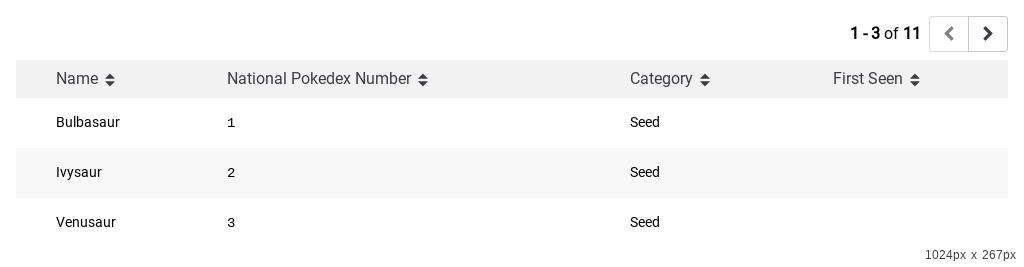 1 - 3 of 11
Name National Pokedex Number Category First Seen
Bulbasaur 1 Seed
Ivysaur 2 Seed
Venusaur 3 Seed
1024px x 267px